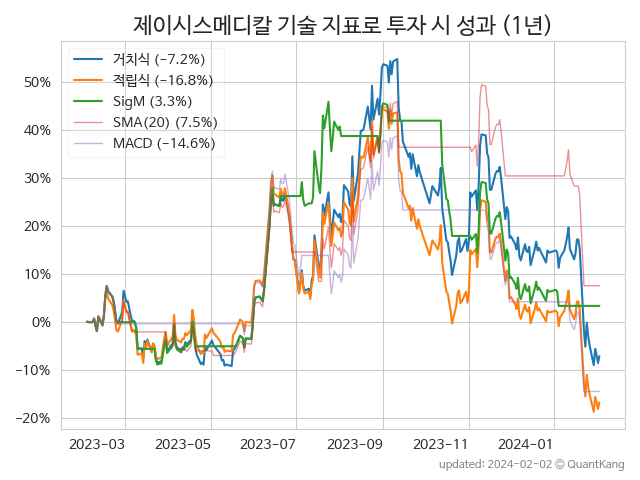 제이시스메디칼 기술 지표로 투자 시 성과 (1년)
거치식 (-7.2%)
적립식 (-16.8%)
SigM (3.3%)
SMA(20) (7.5%)
MACD (-14.6%)
50%
40%
30%
20%
10%
0%
-10%
-20%
2023-03
2023-05
2023-07
2023-09
2023-11
2024-01
updated: 2024-02-02 © QuantKang